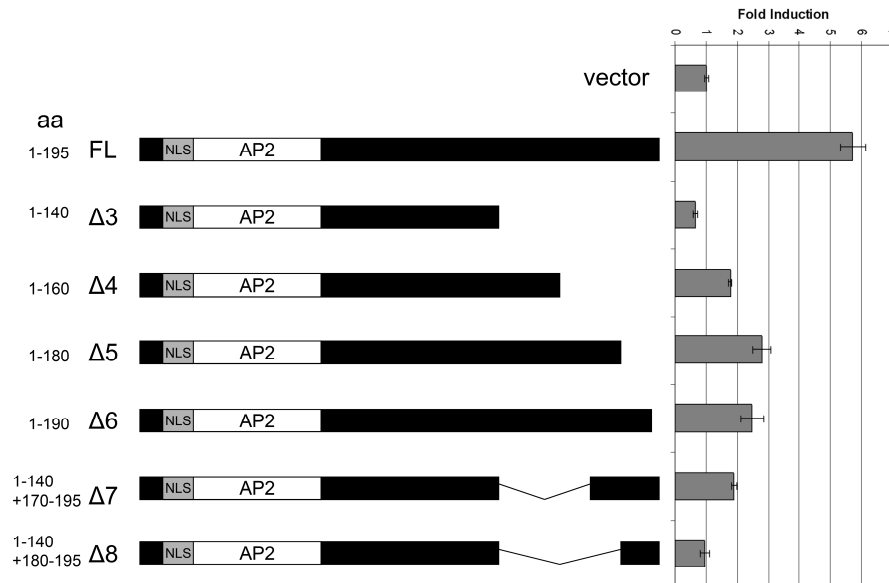 Fold Induction
0 1 2 3 4 5 6
vector
aa
1-195 FL NLS AP2
1-140 Δ3 NLS AP2
1-160 Δ4 NLS AP2
1-180 Δ5 NLS AP2
1-190 Δ6 NLS AP2
1-140
+170-195 Δ7 NLS AP2
1-140
+180-195 Δ8 NLS AP2